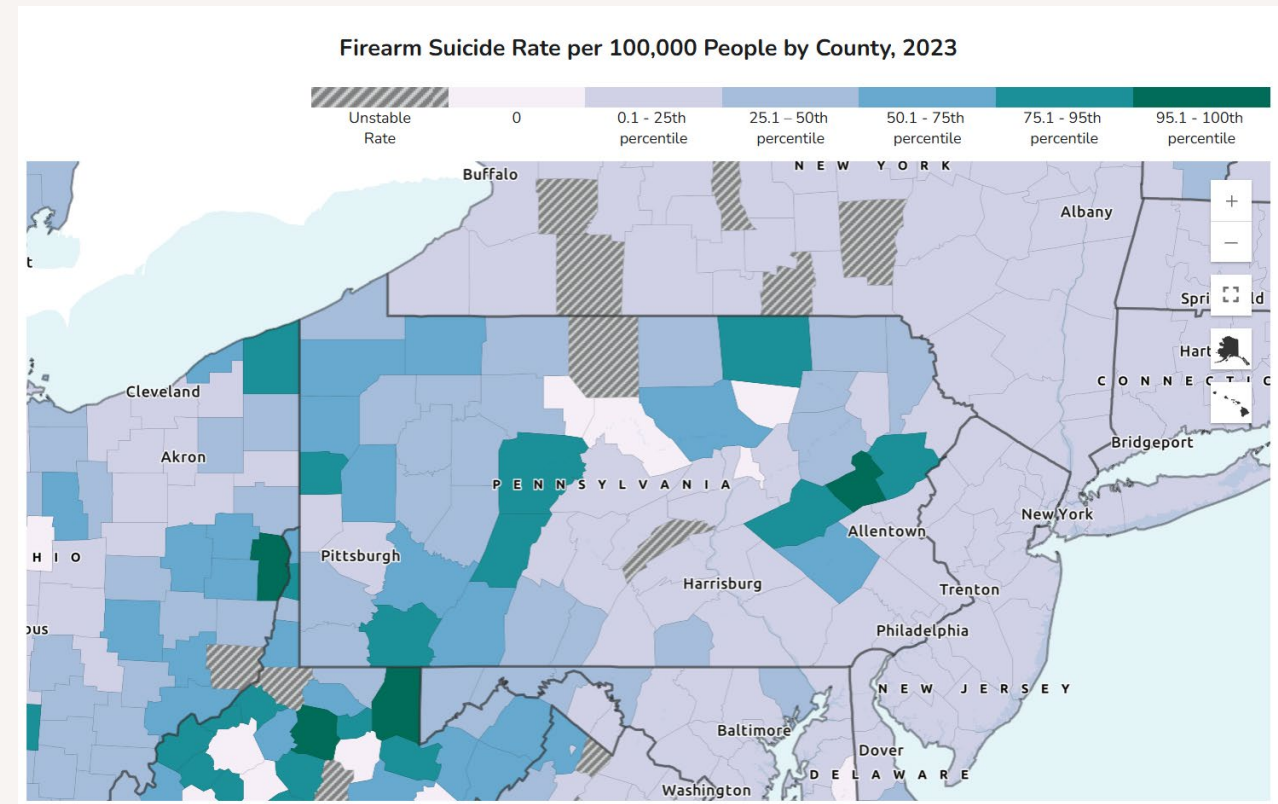 Firearm Suicide Rate per 100,000 People by County, 2023
Unstable Rate
0
0.1 - 25th percentile
25.1 – 50th percentile
50.1 - 75th percentile
75.1 - 95th percentile
95.1 - 100th percentile
Buffalo
NEW YORK
Albany
+
−
t
Spri ld
Hart
Cleveland
CONNECTIC
Bridgeport
Akron
PENNSYLVANIA
New York
HIO
Pittsburgh
Allentown
Harrisburg
Trenton
ous
Philadelphia
NEW JERSEY
Baltimore
Dover
DELAWARE
Washington